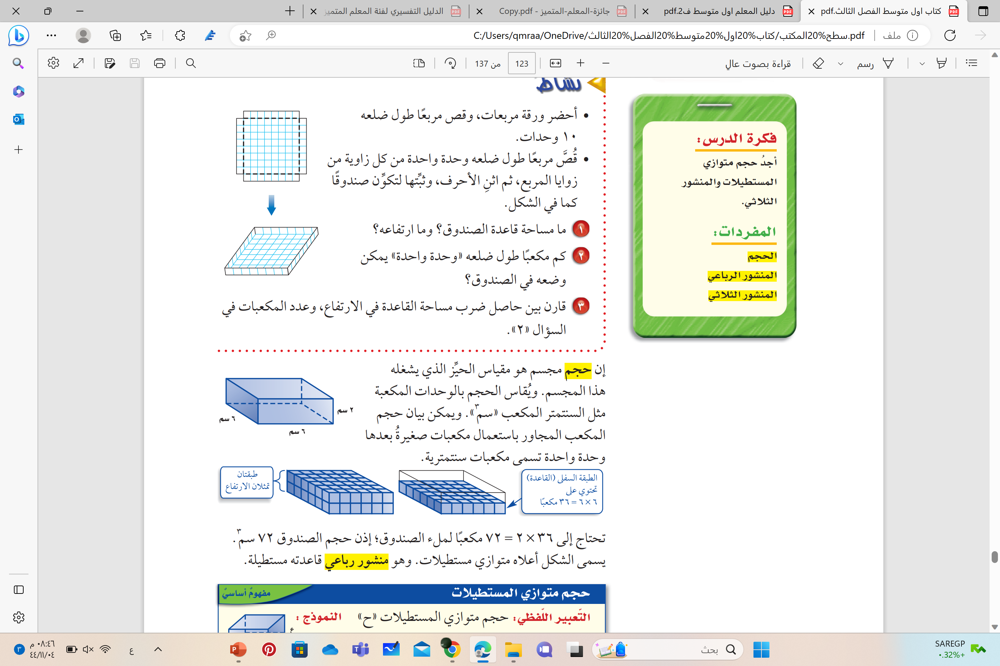 كتاب اول متوسط الفصل الثالث.pdf
دليل المعلم اول متوسط ف2.pdf
جائزة-المعلم-المتميز - Copy.pdf
الدليل التفسيري لفئة المعلم المتميز
ملف
C:/Users/qmraa/OneDrive/سطح%20المكتب/كتاب%20اول%20متوسط%20الفصل%20الثالث.pdf
رسم
قراءة بصوت عالٍ
123
من 137
نشاط
• أحضر ورقة مربعات، وقص مربعًا طول ضلعه
١٠ وحدات.
• قُصَّ مربعًا طول ضلعه وحدة واحدة من كل زاوية من
زوايا المربع، ثم اثنِ الأحرف، وثبِّتها لتكوِّن صندوقًا
كما في الشكل.
١ ما مساحة قاعدة الصندوق؟ وما ارتفاعه؟
٢ كم مكعبًا طول ضلعه «وحدة واحدة» يمكن
وضعه في الصندوق؟
٣ قارن بين حاصل ضرب مساحة القاعدة في الارتفاع، وعدد المكعبات في
السؤال «٢».
فكرة الدرس:
أجدُ حجم متوازي
المستطيلات والمنشور
الثلاثي.
المفردات:
الحجم
المنشور الرباعي
المنشور الثلاثي
إن حجم مجسم هو مقياس الحيِّز الذي يشغله
هذا المجسم. ويُقاس الحجم بالوحدات المكعبة
مثل السنتمتر المكعب «سم٣». ويمكن بيان حجم
المكعب المجاور باستعمال مكعبات صغيرةُ بعدها
وحدة واحدة تسمى مكعبات سنتمترية.
٢ سم
٦ سم
٦ سم
الطبقة السفلى (القاعدة)
تحتوي على
٦ × ٦ = ٣٦ مكعبًا
طبقتان
تمثلان الارتفاع
تحتاج إلى ٣٦ × ٢ = ٧٢ مكعبًا لملء الصندوق؛ إذن حجم الصندوق ٧٢ سم٣.
يسمى الشكل أعلاه متوازي مستطيلات. وهو منشور رباعي قاعدته مستطيلة.
حجم متوازي المستطيلات
مفهومٌ أساسيٌ
التّعبير اللّفظي: حجم متوازي المستطيلات «ح»
النموذج :
ع
بحث
SAREGP
+.32%
ع
٠٨:٤٦ م
٤٤/١١/٠٤
٣